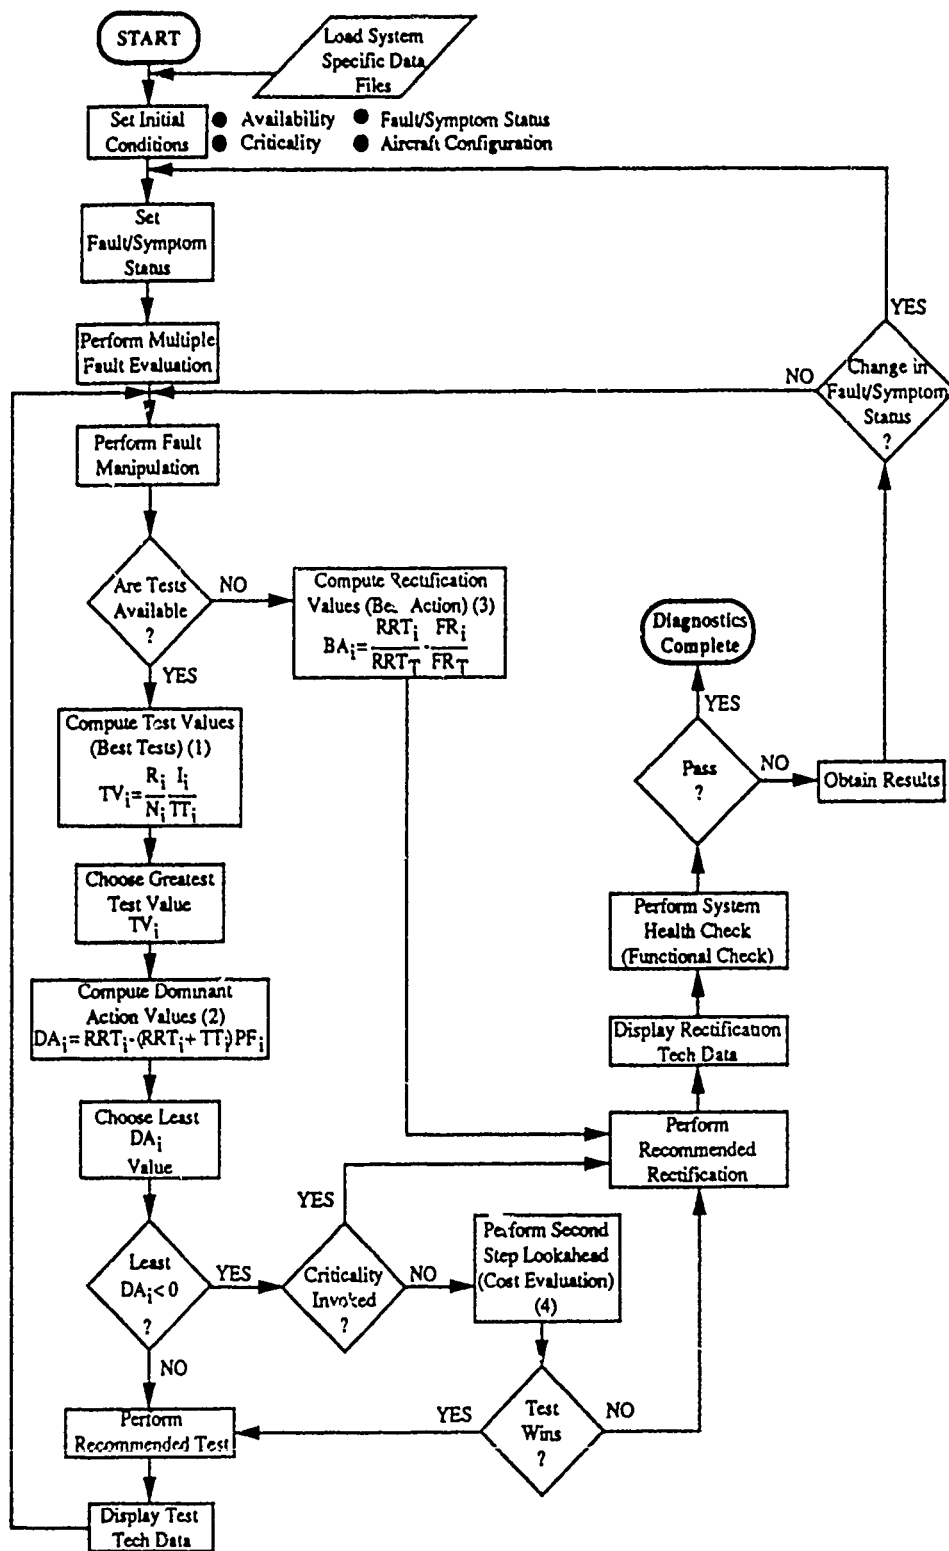 START
Load System
Specific Data
Files
Set Initial
Conditions
● Availability
● Criticality
● Fault/Symptom Status
● Aircraft Configuration
Set
Fault/Symptom
Status
Perform Multiple
Fault Evaluation
YES
Change in
Fault/Symptom
Status
?
NO
Perform Fault
Manipulation
Are Tests
Available
?
NO
YES
Compute Rectification
Values (Bes Action) (3)
BAi = RRTi/RRTT · FRi/FRT
Diagnostics
Complete
YES
Compute Test Values
(Best Tests) (1)
TVi = Ri/Ni Ii/TTi
Pass
?
NO
Obtain Results
Choose Greatest
Test Value
TVi
Perform System
Health Check
(Functional Check)
Compute Dominant
Action Values (2)
DAi = RRTi - (RRTi + TTi) PFi
Display Rectification
Tech Data
Choose Least
DAi
Value
Perform
Recommended
Rectification
YES
Least
DAi < 0
?
YES
Criticality
Invoked
?
NO
Perform Second
Step Lookahead
(Cost Evaluation)
(4)
NO
Perform
Recommended Test
YES
Test
Wins
?
NO
Display Test
Tech Data